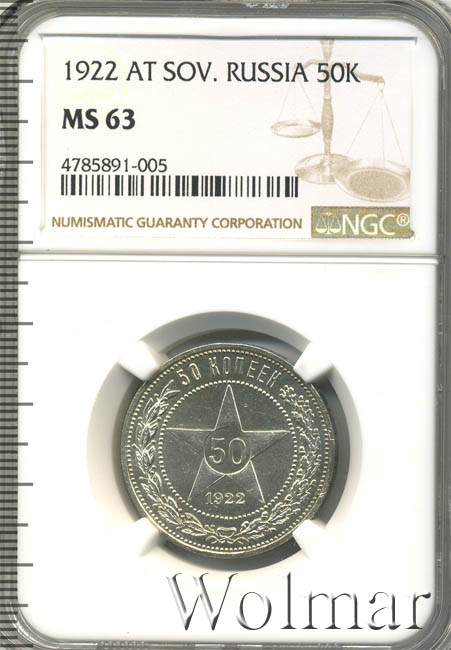 1922 AT SOV. RUSSIA 50K
MS 63
4785891-005
NUMISMATIC GUARANTY CORPORATION
NGC®
50 КОПЕЕК
50
1922
Wolmar